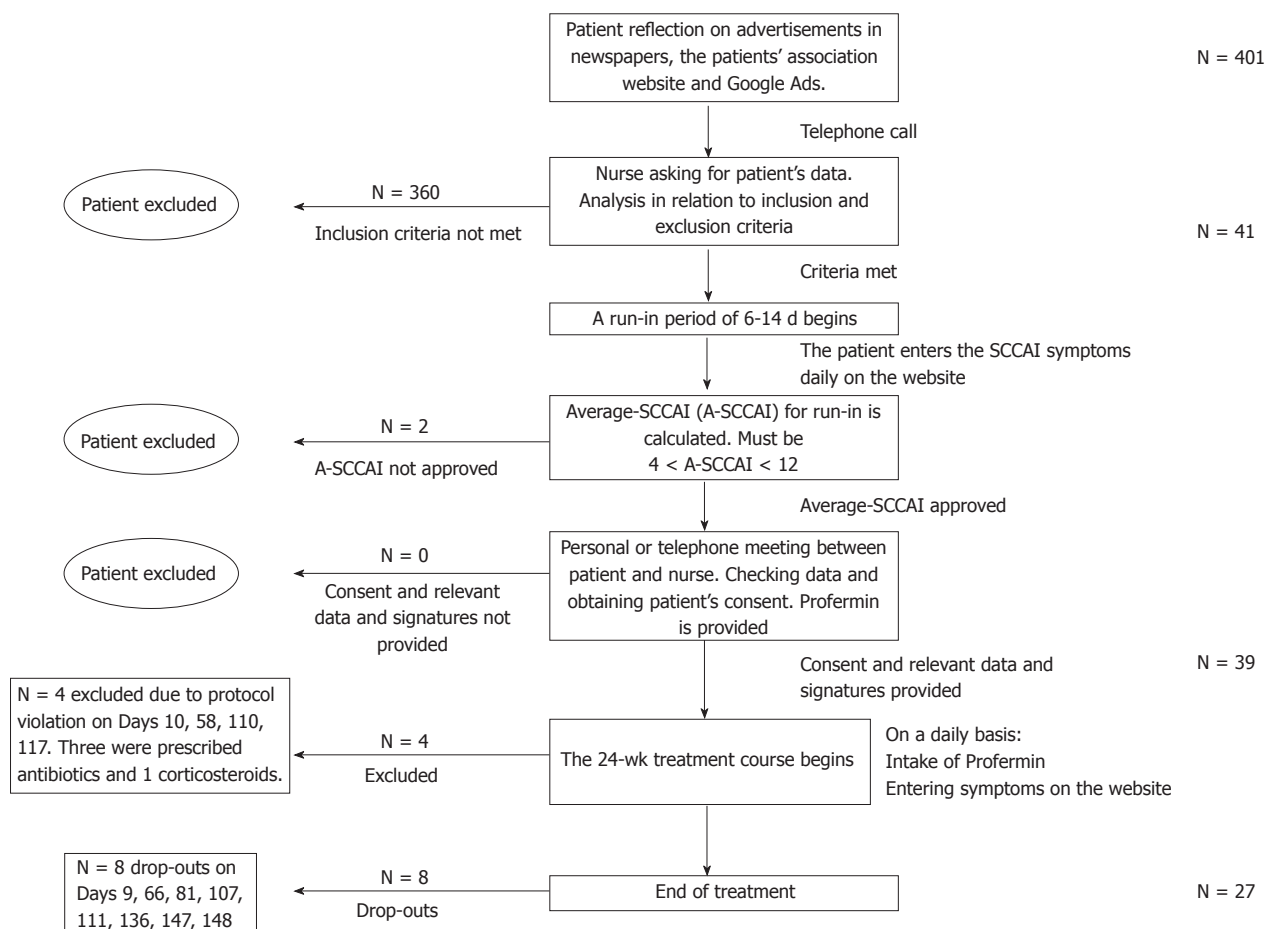 Patient reflection on advertisements in
newspapers, the patients’ association
website and Google Ads.
N = 401
Telephone call
Nurse asking for patient’s data.
Analysis in relation to inclusion and
exclusion criteria
N = 360
Inclusion criteria not met
Patient excluded
N = 41
Criteria met
A run-in period of 6-14 d begins
The patient enters the SCCAI symptoms
daily on the website
Average-SCCAI (A-SCCAI) for run-in is
calculated. Must be
4 < A-SCCAI < 12
N = 2
A-SCCAI not approved
Patient excluded
Average-SCCAI approved
Personal or telephone meeting between
patient and nurse. Checking data and
obtaining patient’s consent. Profermin
is provided
N = 0
Consent and relevant
data and signatures not
provided
Patient excluded
Consent and relevant data and
signatures provided
N = 39
The 24-wk treatment course begins
On a daily basis:
Intake of Profermin
Entering symptoms on the website
N = 4
Excluded
N = 4 excluded due to protocol
violation on Days 10, 58, 110,
117. Three were prescribed
antibiotics and 1 corticosteroids.
End of treatment
N = 8
Drop-outs
N = 8 drop-outs on
Days 9, 66, 81, 107,
111, 136, 147, 148
N = 27